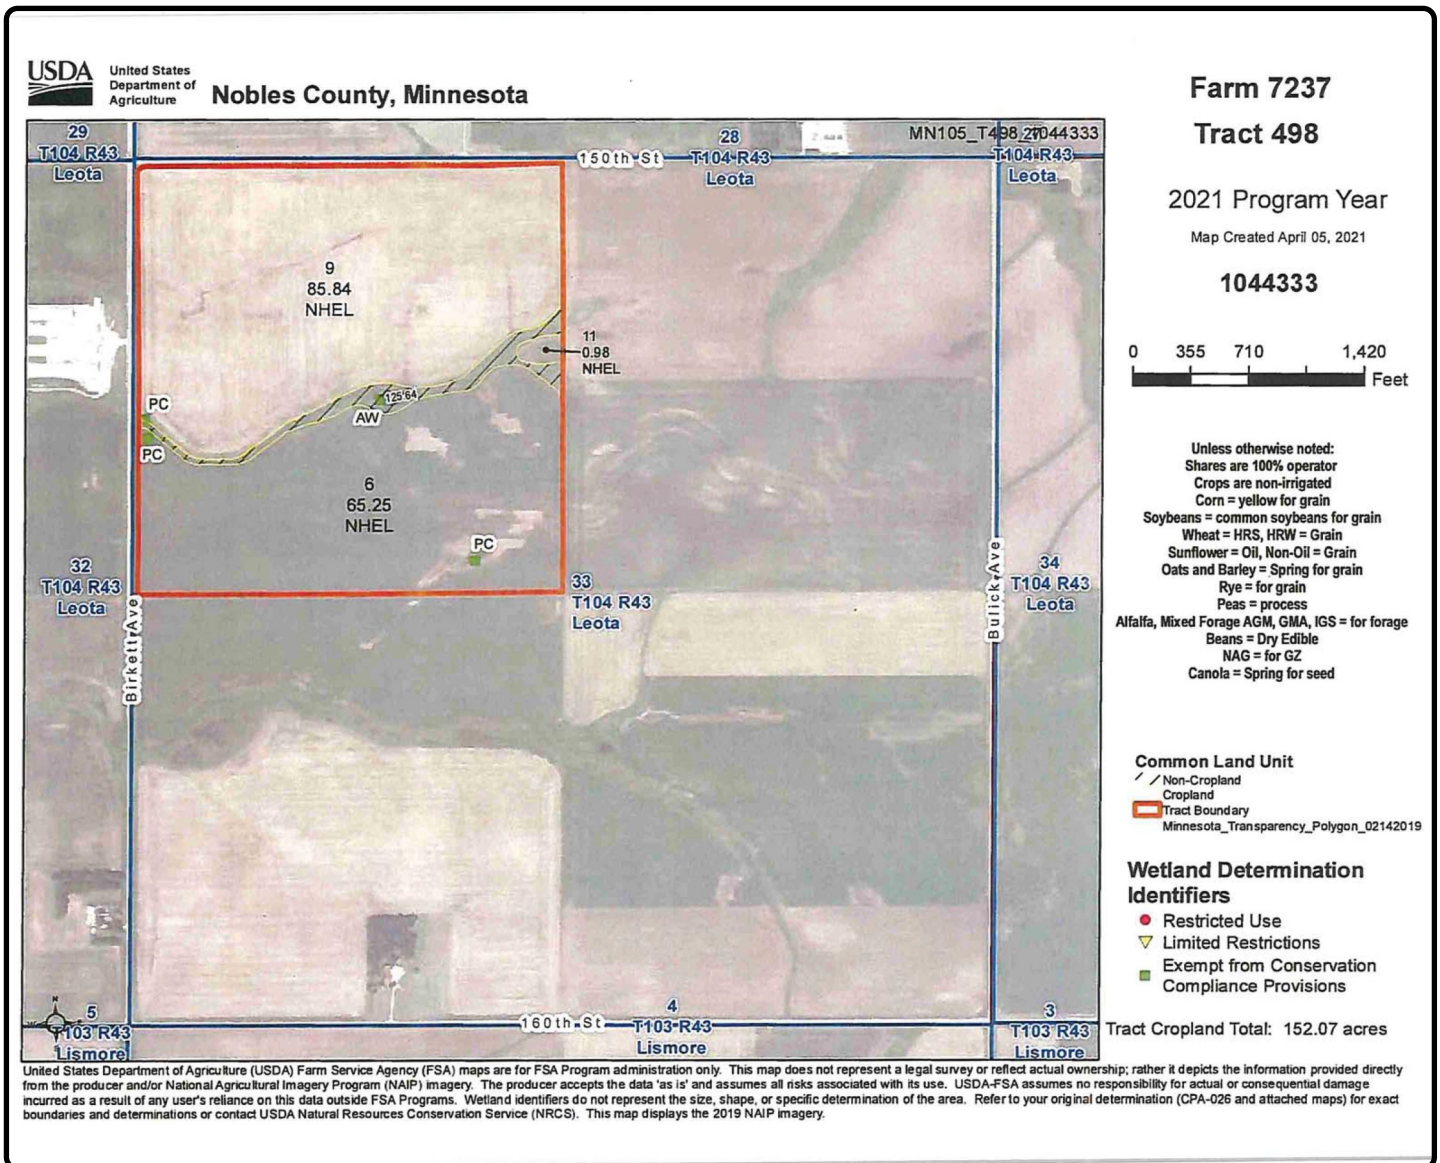 USDA
United States
Department of
Agriculture
Nobles County, Minnesota
Farm 7237
Tract 498
2021 Program Year
Map Created April 05, 2021
1044333
29
T104 R43
Leota
28
T104 R43
Leota
MN105_T498_1044333
27
T104 R43
Leota
150th St
9
85.84
NHEL
11
0.98
NHEL
0 355 710 1,420
Feet
PC
PC
AW
6
65.25
NHEL
PC
32
T104 R43
Leota
33
T104 R43
Leota
34
T104 R43
Leota
Birkett Ave
Bulick Ave
Unless otherwise noted:
Shares are 100% operator
Crops are non-irrigated
Corn = yellow for grain
Soybeans = common soybeans for grain
Wheat = HRS, HRW = Grain
Sunflower = Oil, Non-Oil = Grain
Oats and Barley = Spring for grain
Rye = for grain
Peas = process
Alfalfa, Mixed Forage AGM, GMA, IGS = for forage
Beans = Dry Edible
NAG = for GZ
Canola = Spring for seed
Common Land Unit
Non-Cropland
Cropland
Tract Boundary
Minnesota_Transparency_Polygon_02142019
Wetland Determination
Identifiers
Restricted Use
Limited Restrictions
Exempt from Conservation
Compliance Provisions
N
5
T103 R43
Lismore
160th St
4
T103 R43
Lismore
3
T103 R43
Lismore
Tract Cropland Total: 152.07 acres
United States Department of Agriculture (USDA) Farm Service Agency (FSA) maps are for FSA Program administration only. This map does not represent a legal survey or reflect actual ownership; rather it depicts the information provided directly
from the producer and/or National Agricultural Imagery Program (NAIP) imagery. The producer accepts the data 'as is' and assumes all risks associated with its use. USDA-FSA assumes no responsibility for actual or consequential damage
incurred as a result of any user's reliance on this data outside FSA Programs. Wetland identifiers do not represent the size, shape, or specific determination of the area. Refer to your original determination (CPA-026 and attached maps) for exact
boundaries and determinations or contact USDA Natural Resources Conservation Service (NRCS). This map displays the 2019 NAIP imagery.